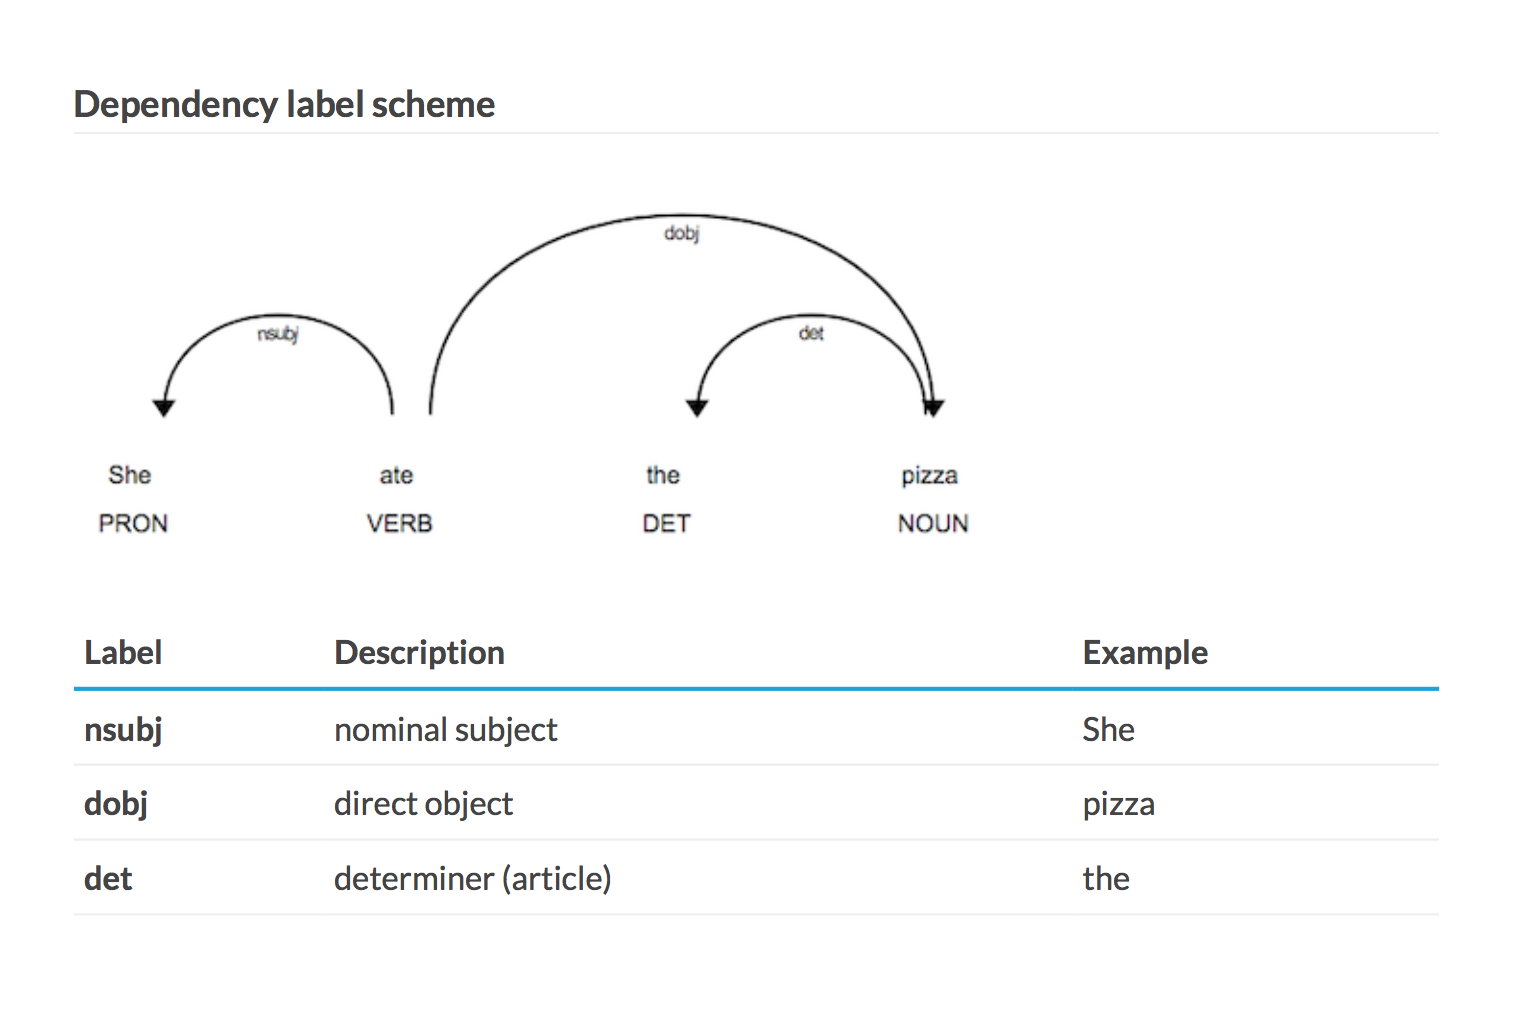 Dependency label scheme
dobj
nsubj det
She ate the pizza
PRON VERB DET NOUN
Label Description Example
nsubj nominal subject She
dobj direct object pizza
det determiner (article) the